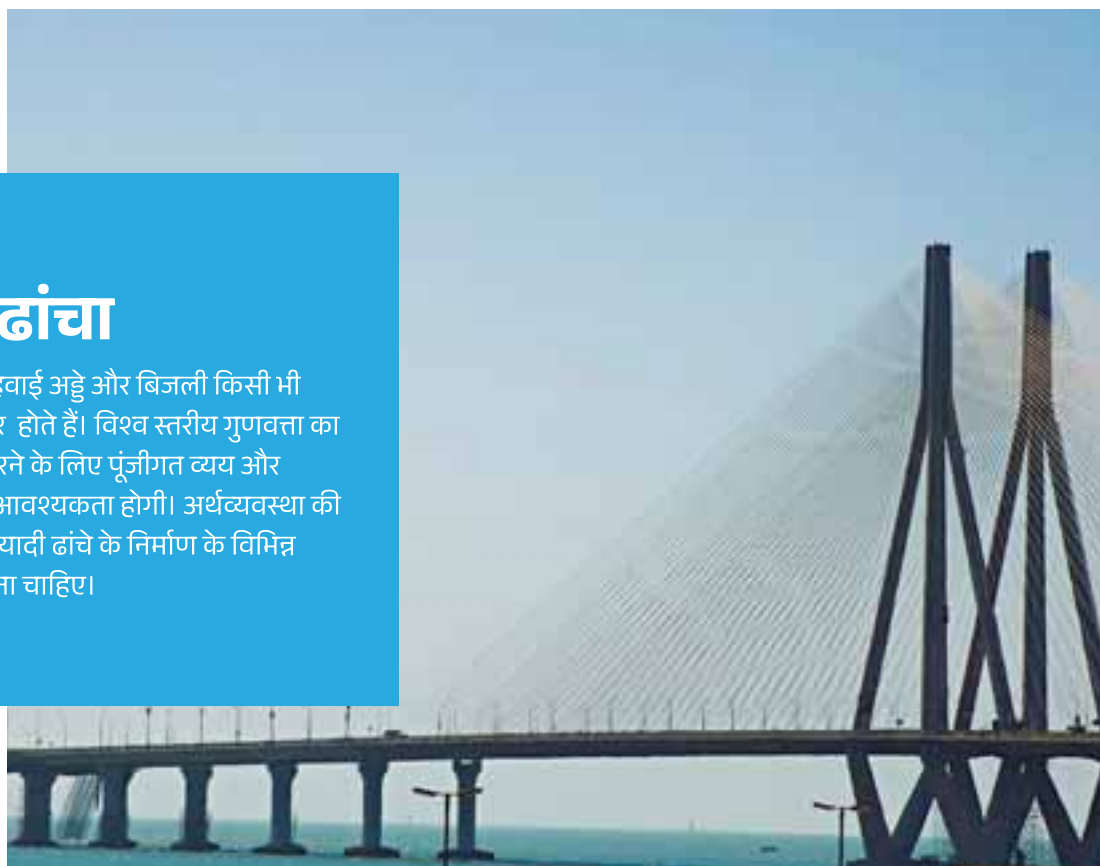 ढांचा
हवाई अड्डे और बिजली किसी भी
होते हैं। विश्व स्तरीय गुणवत्ता का
रने के लिए पूंजीगत व्यय और
आवश्यकता होगी। अर्थव्यवस्था की
यादी ढांचे के निर्माण के विभिन्न
ना चाहिए।